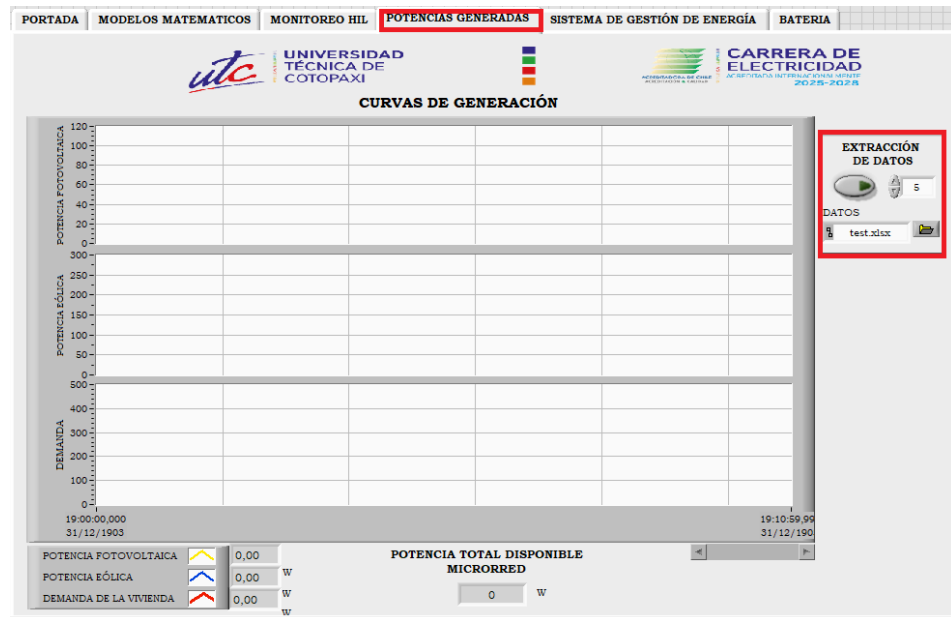 PORTADA
MODELOS MATEMATICOS
MONITOREO HIL
POTENCIAS GENERADAS
SISTEMA DE GESTIÓN DE ENERGÍA
BATERIA
utc
UNIVERSIDAD
TÉCNICA DE
COTOPAXI
CARRERA DE
ELECTRICIDAD
ACREDITADA INTERNACIONALMENTE
2025-2028
CURVAS DE GENERACIÓN
POTENCIA FOTOVOLTAICA
120
100
80
60
40
20
0
POTENCIA EÓLICA
300
250
200
150
100
50
0
DEMANDA
500
400
300
200
100
0
19:00:00,000
31/12/1903
19:10:59,99
31/12/190
EXTRACCIÓN
DE DATOS
5
DATOS
test.xlsx
POTENCIA FOTOVOLTAICA 0,00 W
POTENCIA EÓLICA 0,00 W
DEMANDA DE LA VIVIENDA 0,00 W
POTENCIA TOTAL DISPONIBLE
MICRORRED
0 W